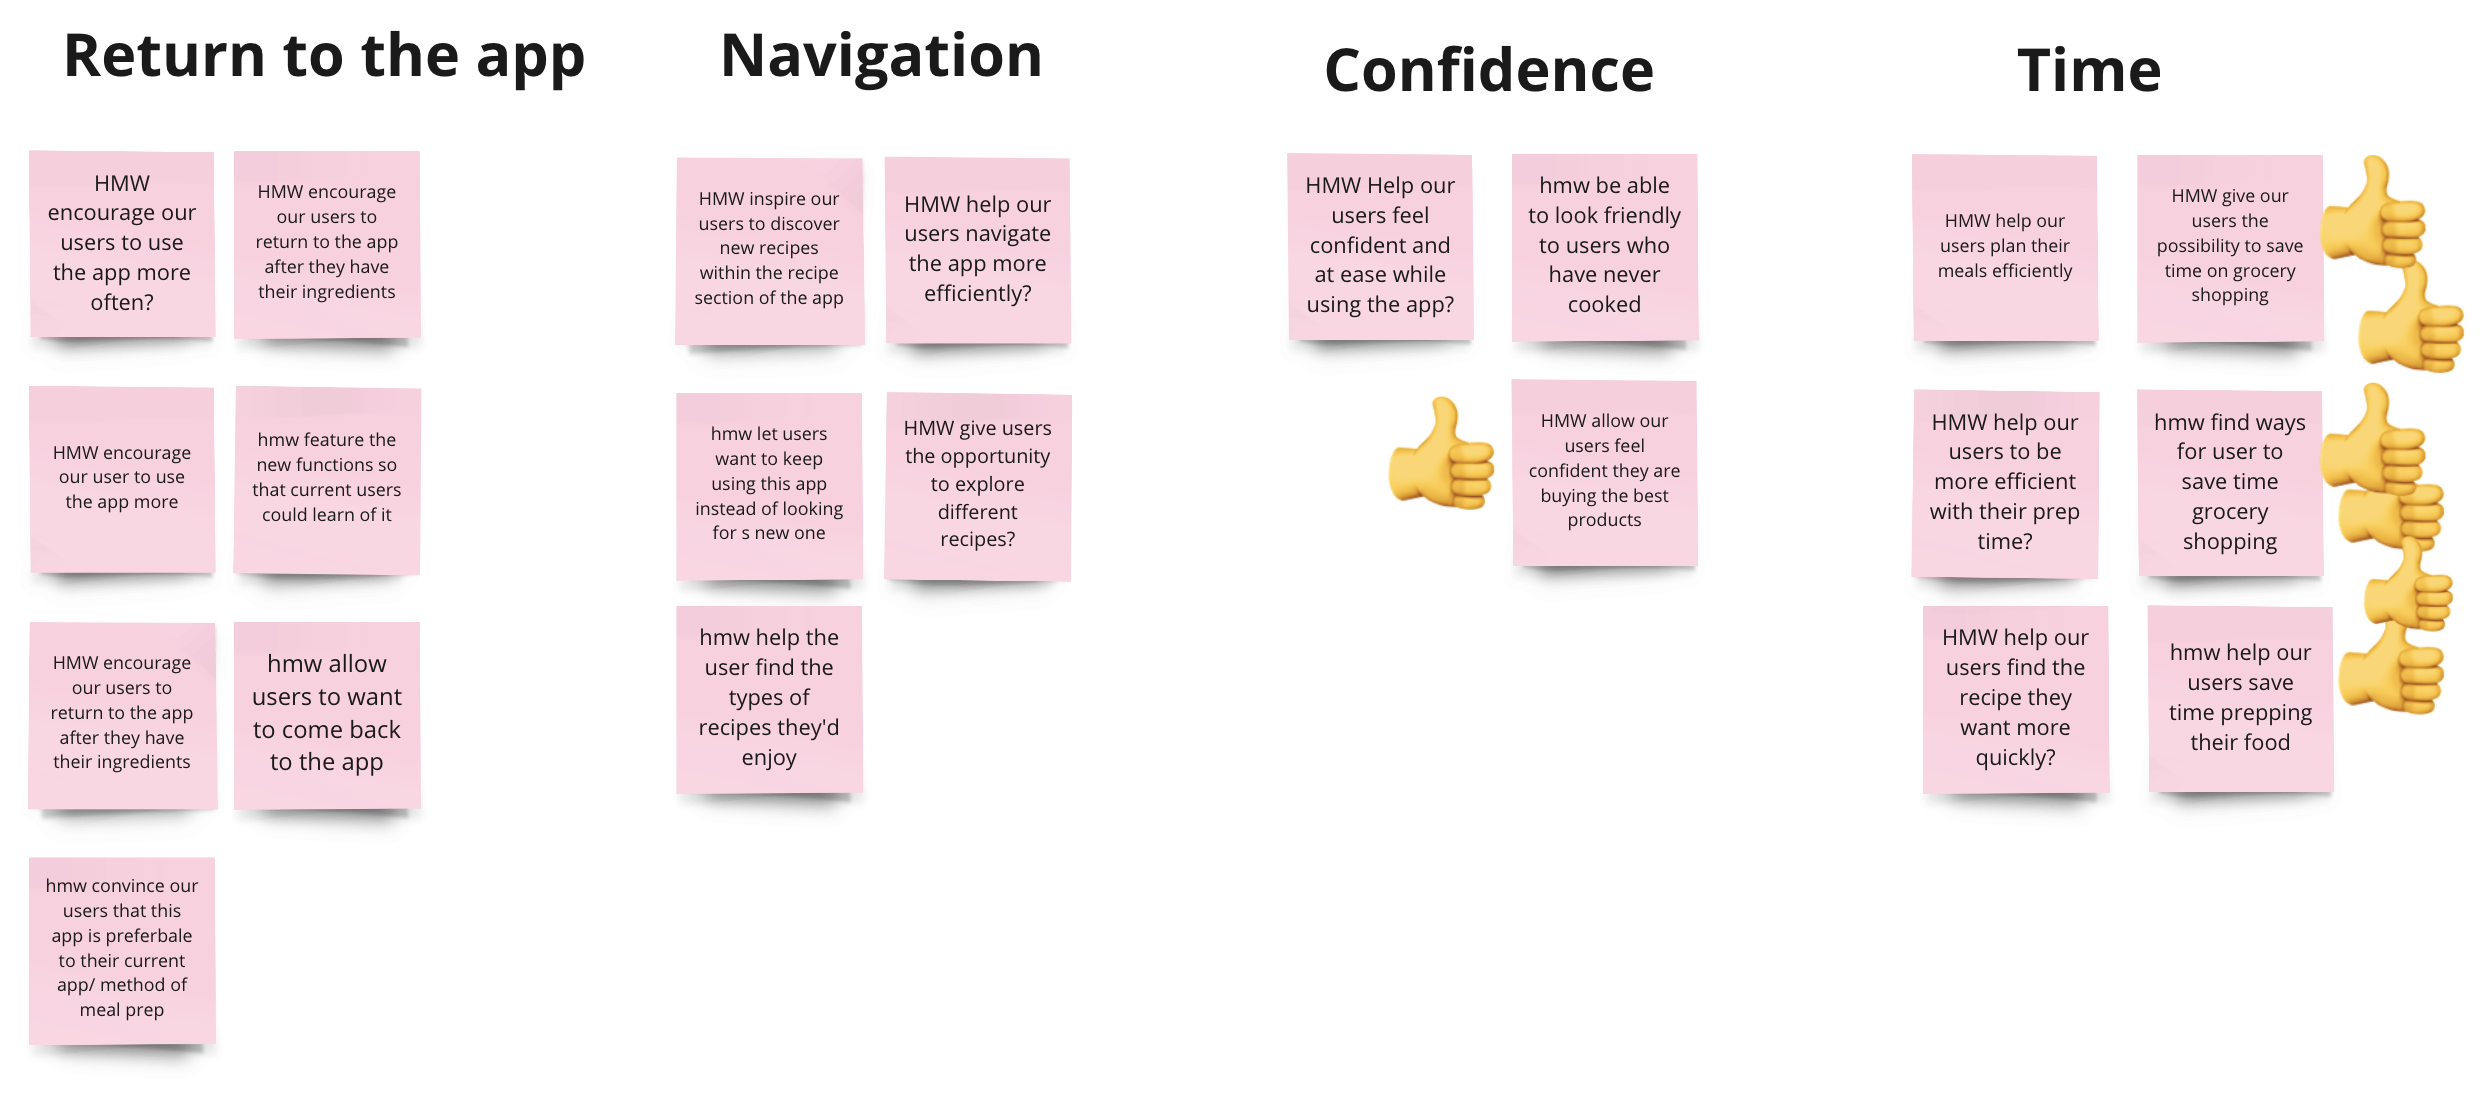 Return to the app
HMW
encourage our
users to use
the app more
often?
HMW encourage
our users to
return to the app
after they have
their ingredients
HMW encourage
our user to use
the app more
hmw feature the
new functions so
that current users
could learn of it
HMW encourage
our users to
return to the app
after they have
their ingredients
hmw allow
users to want
to come back
to the app
hmw convince our
users that this
app is preferbale
to their current
app/ method of
meal prep
Navigation
HMW inspire our
users to discover
new recipes
within the recipe
section of the app
HMW help our
users navigate
the app more
efficiently?
hmw let users
want to keep
using this app
instead of looking
for s new one
HMW give users
the opportunity
to explore
different
recipes?
hmw help the
user find the
types of
recipes they'd
enjoy
Confidence
HMW Help our
users feel
confident and
at ease while
using the app?
hmw be able
to look friendly
to users who
have never
cooked
HMW allow our
users feel
confident they are
buying the best
products
Time
HMW help our
users plan their
meals efficiently
HMW give our
users the
possibility to save
time on grocery
shopping
HMW help our
users to be
more efficient
with their prep
time?
hmw find ways
for user to
save time
grocery
shopping
HMW help our
users find the
recipe they
want more
quickly?
hmw help our
users save
time prepping
their food